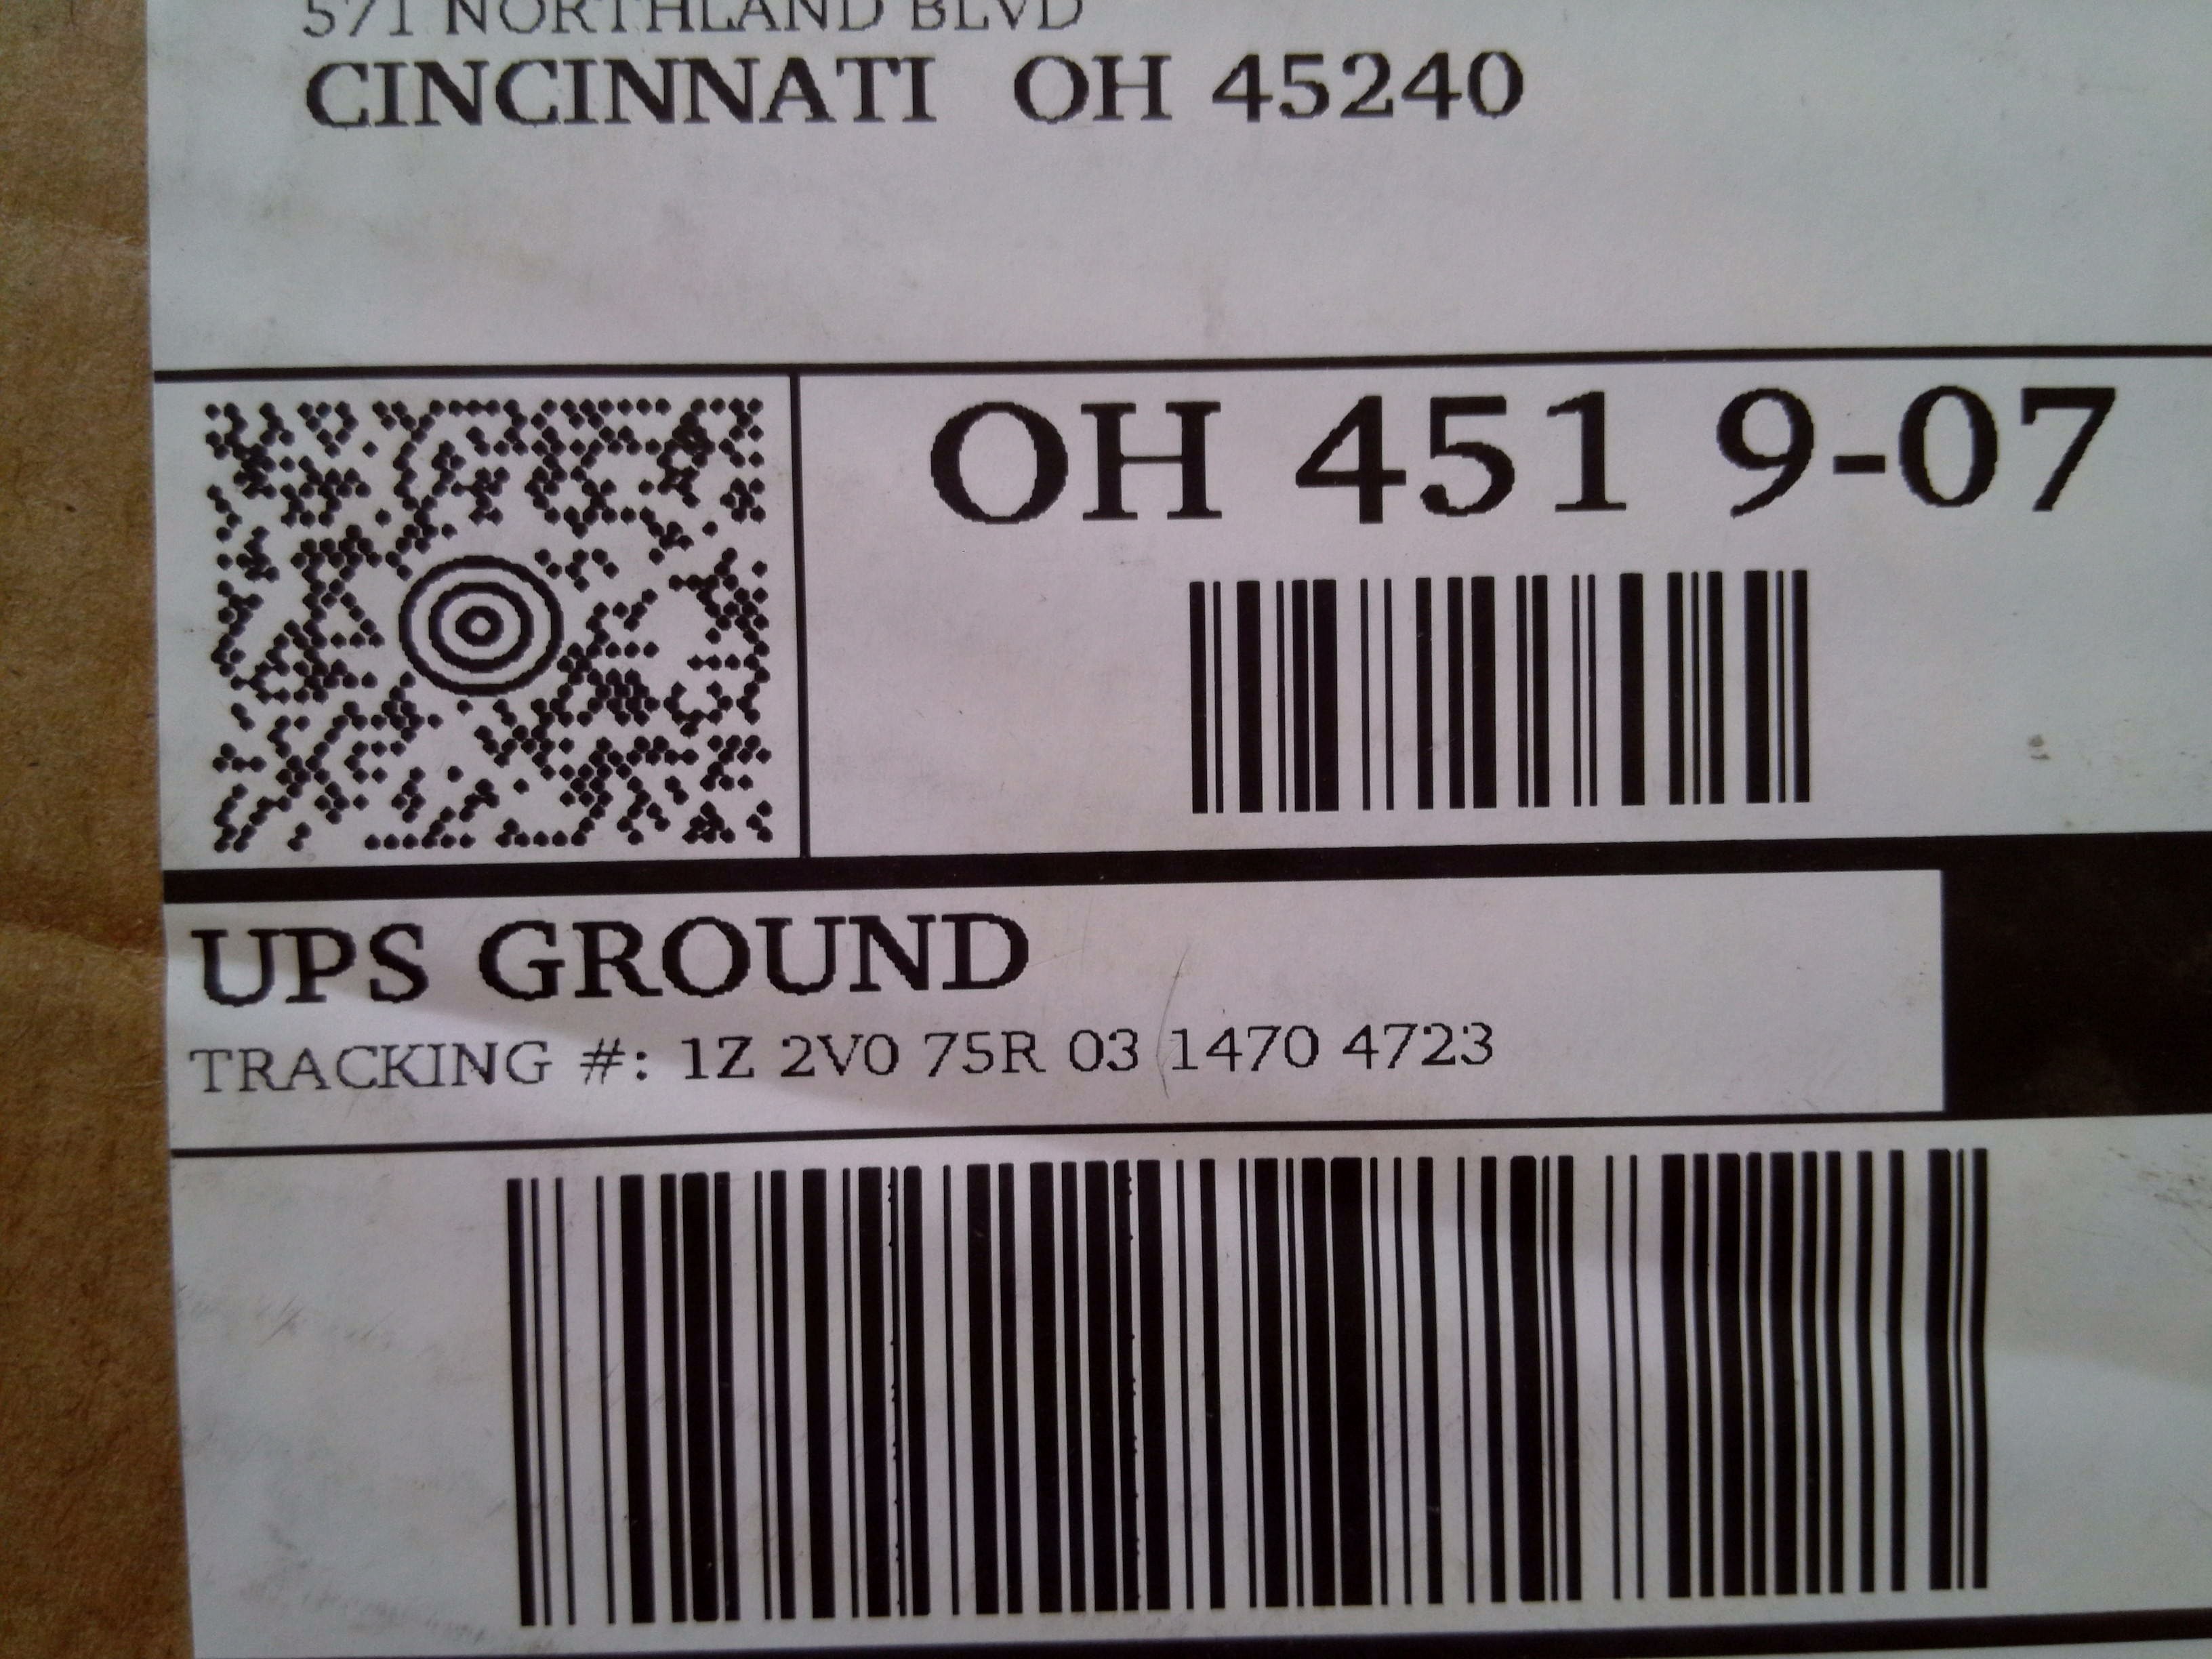 571 NORTHLAND BLVD
CINCINNATI OH 45240
OH 451 9-07
UPS GROUND
TRACKING #: 1Z 2V0 75R 03 1470 4723